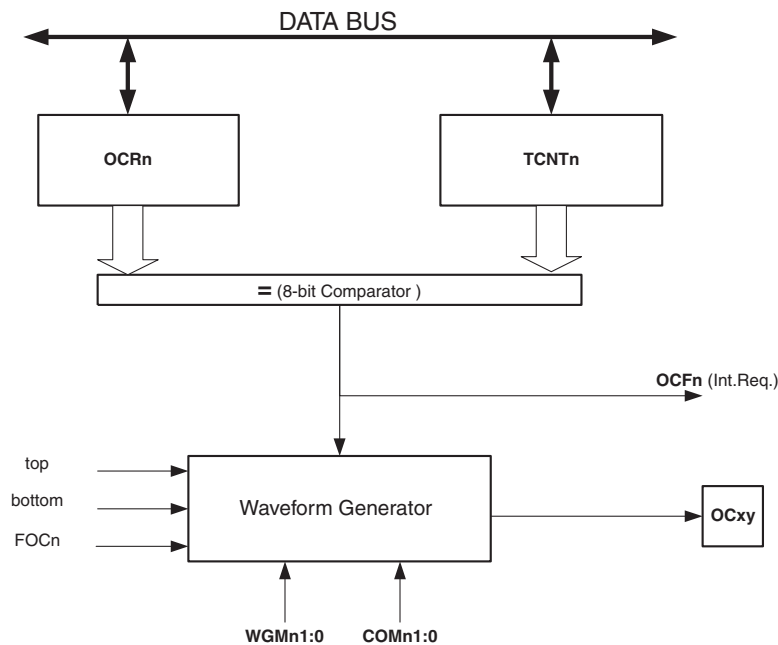 DATA BUS
OCRn
TCNTn
= (8-bit Comparator )
OCFn (Int.Req.)
top
bottom
FOCn
Waveform Generator
OCxy
WGMn1:0
COMn1:0